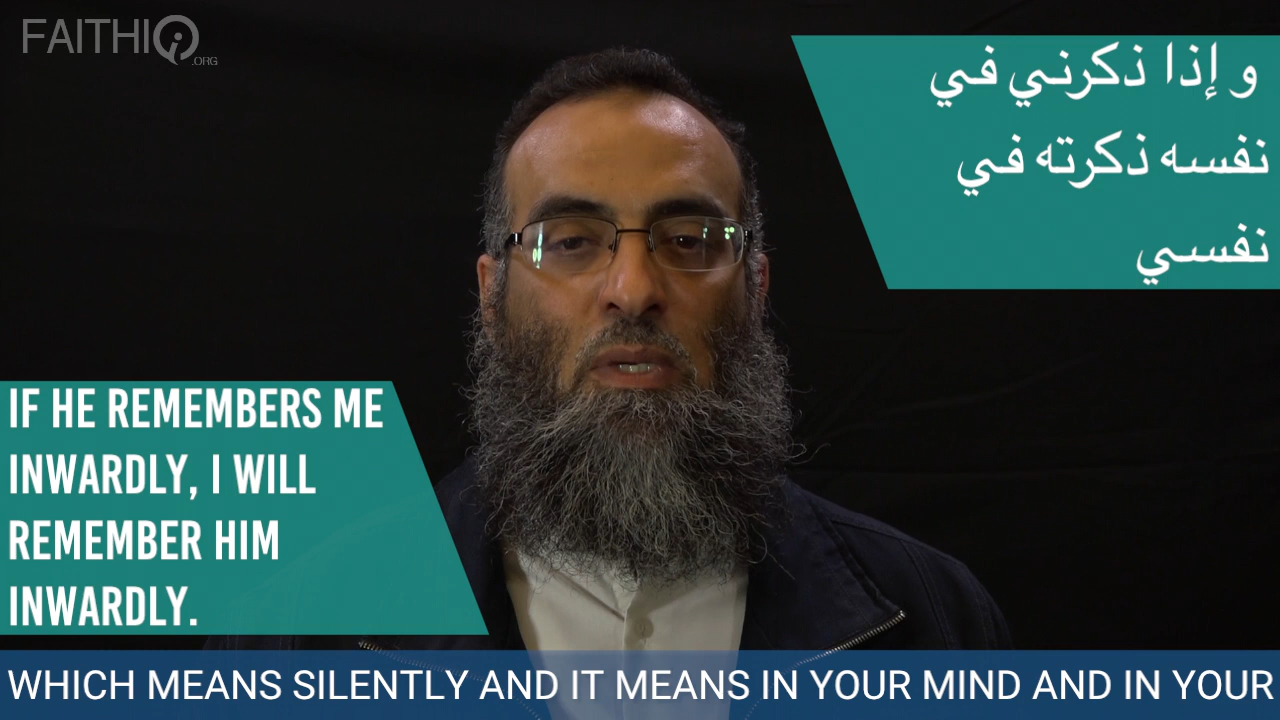 FAITHIQ.ORG
و إذا ذكرني في
نفسه ذكرته في
نفسي
IF HE REMEMBERS ME
INWARDLY, I WILL
REMEMBER HIM
INWARDLY.
WHICH MEANS SILENTLY AND IT MEANS IN YOUR MIND AND IN YOUR